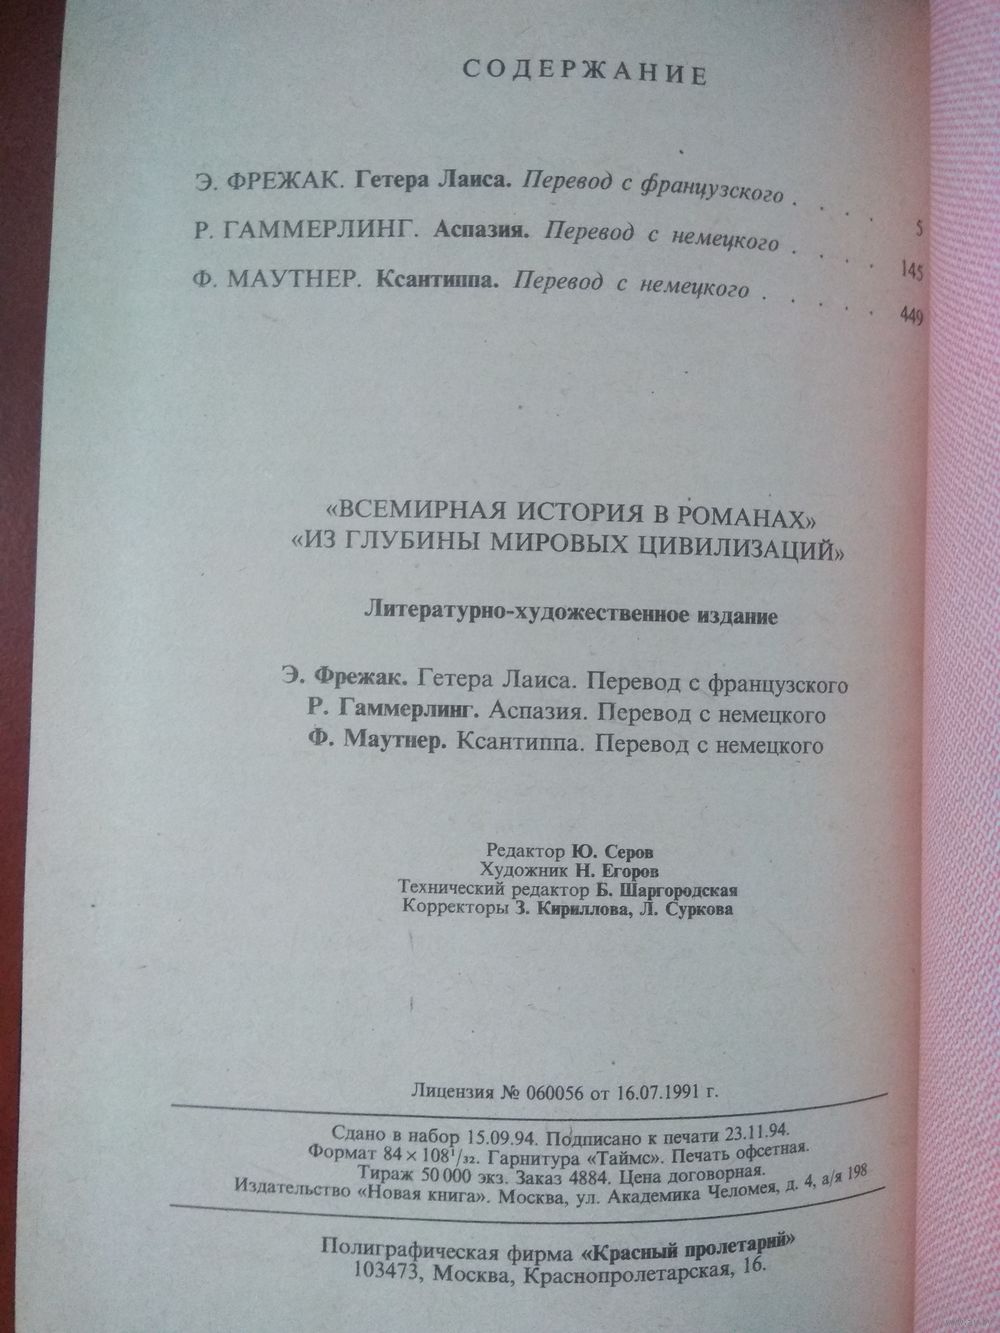 СОДЕРЖАНИЕ
Э. ФРЕЖАК. Гетера Лаиса. Перевод с французского . . . . 5
Р. ГАММЕРЛИНГ. Аспазия. Перевод с немецкого . . . . 145
Ф. МАУТНЕР. Ксантиппа. Перевод с немецкого . . . . . 449
«ВСЕМИРНАЯ ИСТОРИЯ В РОМАНАХ»
«ИЗ ГЛУБИНЫ МИРОВЫХ ЦИВИЛИЗАЦИЙ»
Литературно-художественное издание
Э. Фрежак. Гетера Лаиса. Перевод с французского
Р. Гаммерлинг. Аспазия. Перевод с немецкого
Ф. Маутнер. Ксантиппа. Перевод с немецкого
Редактор Ю. Серов
Художник Н. Егоров
Технический редактор Б. Шаргородская
Корректоры З. Кириллова, Л. Суркова
Лицензия № 060056 от 16.07.1991 г.
Сдано в набор 15.09.94. Подписано к печати 23.11.94.
Формат 84×108¹/₃₂. Гарнитура «Таймс». Печать офсетная.
Тираж 50 000 экз. Заказ 4884. Цена договорная.
Издательство «Новая книга». Москва, ул. Академика Челомея, д. 4, а/я 198
Полиграфическая фирма «Красный пролетарий»
103473, Москва, Краснопролетарская, 16.